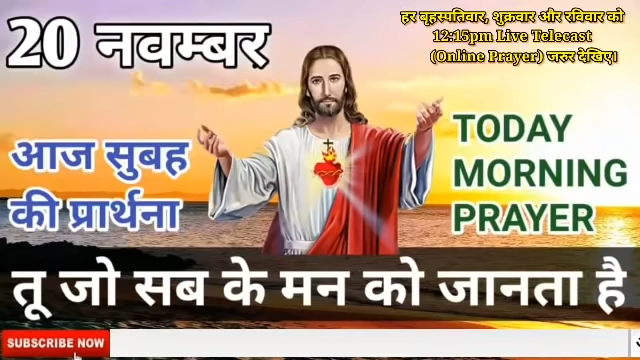 20 नवम्बर
हर बृहस्पतिवार, शुक्रवार और रविवार को
12:15pm Live Telecast
(Online Prayer) जरुर देखिए।
आज सुबह
की प्रार्थना
TODAY
MORNING
PRAYER
तू जो सब के मन को जानता है
SUBSCRIBE NOW